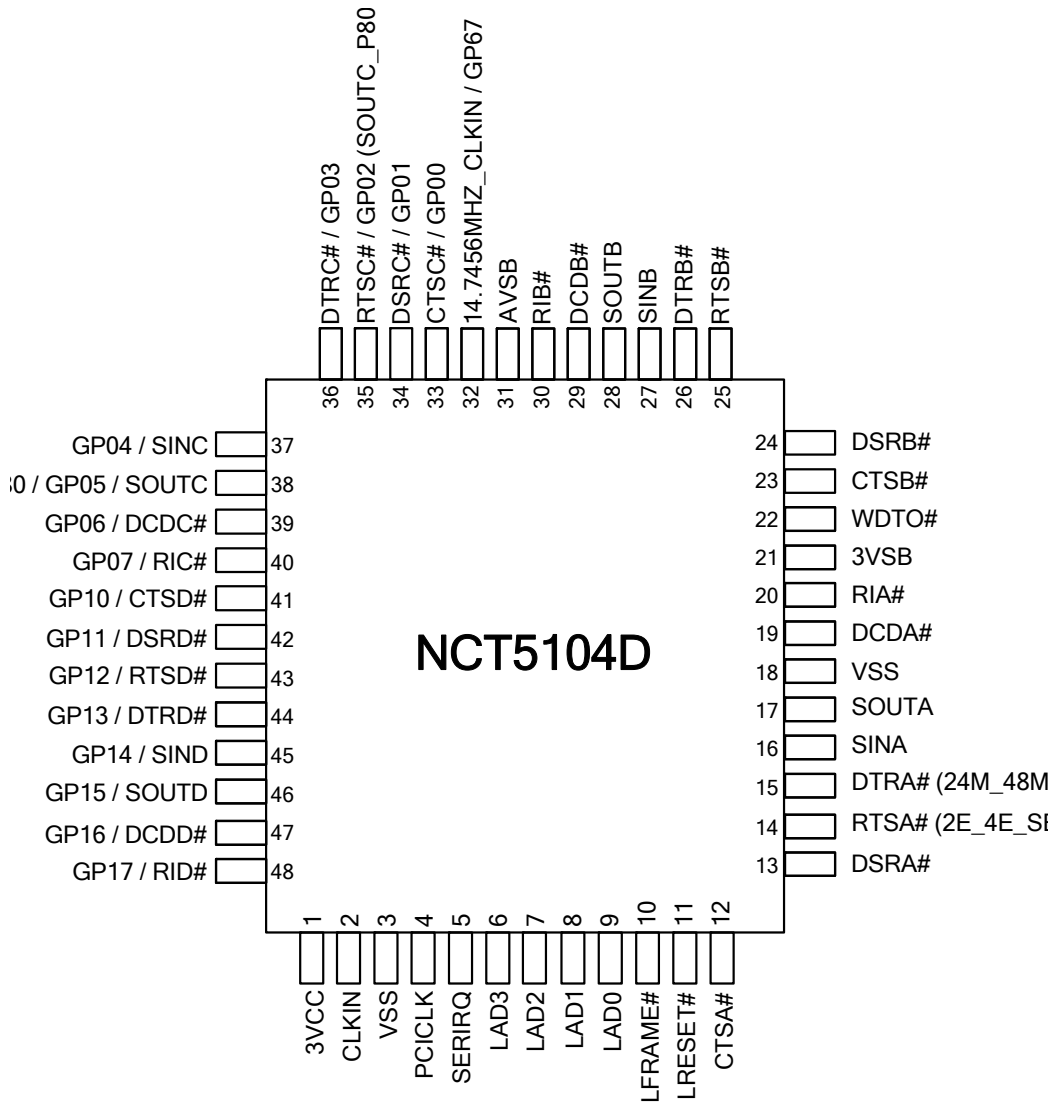 DTRC# / GP03
RTSC# / GP02 (SOUTC_P80
DSRC# / GP01
CTSC# / GP00
14.7456MHZ_CLKIN / GP67
AVSB
RIB#
DCDB#
SOUTB
SINB
DTRB#
RTSB#
36
35
34
33
32
31
30
29
28
27
26
25
GP04 / SINC
37
/ GP05 / SOUTC
38
GP06 / DCDC#
39
GP07 / RIC#
40
GP10 / CTSD#
41
GP11 / DSRD#
42
GP12 / RTSD#
43
GP13 / DTRD#
44
GP14 / SIND
45
GP15 / SOUTD
46
GP16 / DCDD#
47
GP17 / RID#
48
NCT5104D
24
DSRB#
23
CTSB#
22
WDTO#
21
3VSB
20
RIA#
19
DCDA#
18
VSS
17
SOUTA
16
SINA
15
DTRA# (24M_48M
14
RTSA# (2E_4E_SE
13
DSRA#
1
2
3
4
5
6
7
8
9
10
11
12
3VCC
CLKIN
VSS
PCICLK
SERIRQ
LAD3
LAD2
LAD1
LAD0
LFRAME#
LRESET#
CTSA#